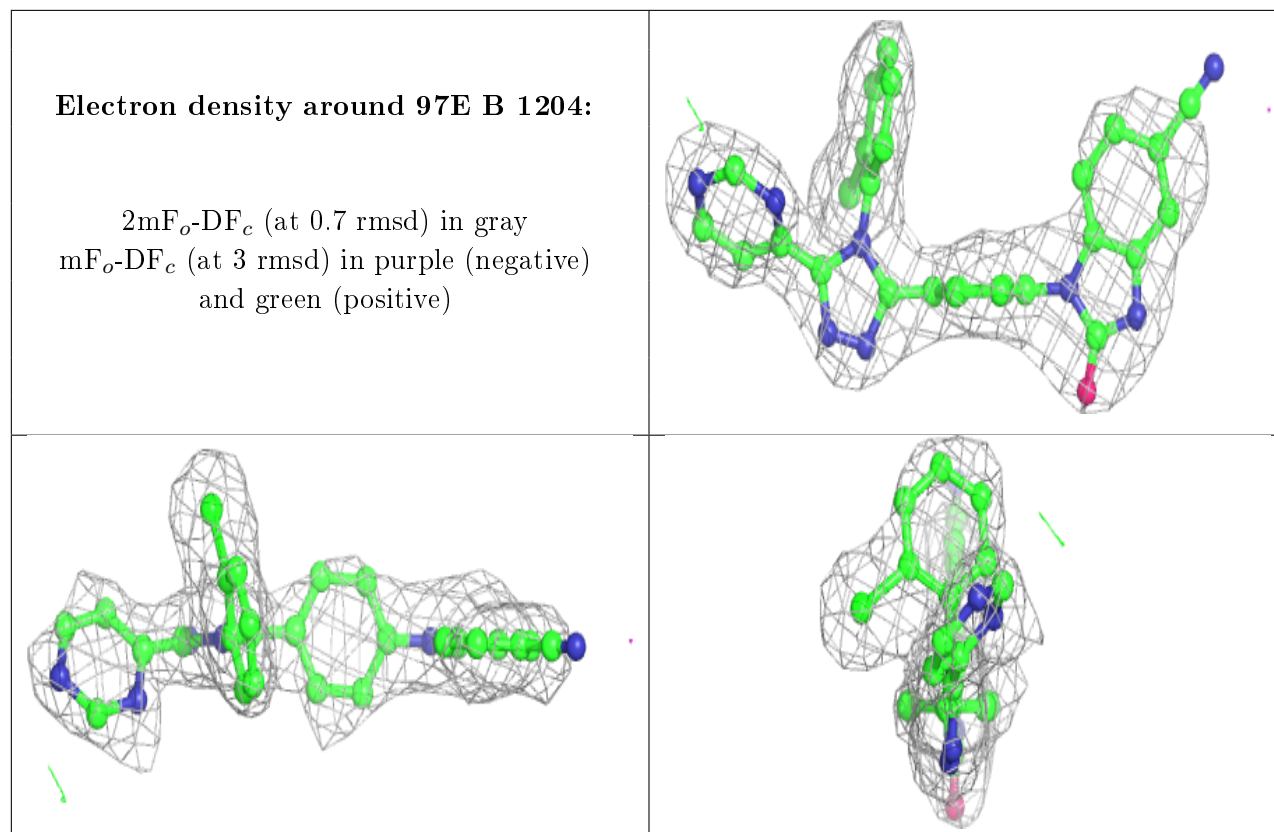 Electron density around 97E B 1204:
2mFₒ-DF𝒸 (at 0.7 rmsd) in gray
mFₒ-DF𝒸 (at 3 rmsd) in purple (negative)
and green (positive)